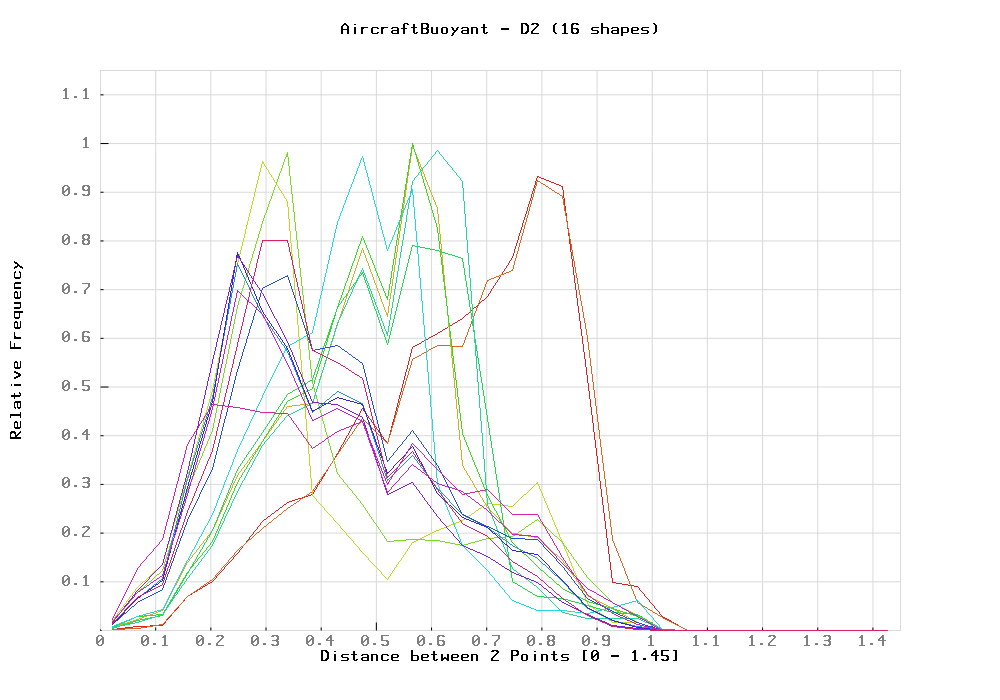 AircraftBuoyant - D2 (16 shapes)
Relative Frequency
1.1
1
0.9
0.8
0.7
0.6
0.5
0.4
0.3
0.2
0.1
0 0.1 0.2 0.3 0.4 0.5 0.6 0.7 0.8 0.9 1 1.1 1.2 1.3 1.4
Distance between 2 Points [0 - 1.45]